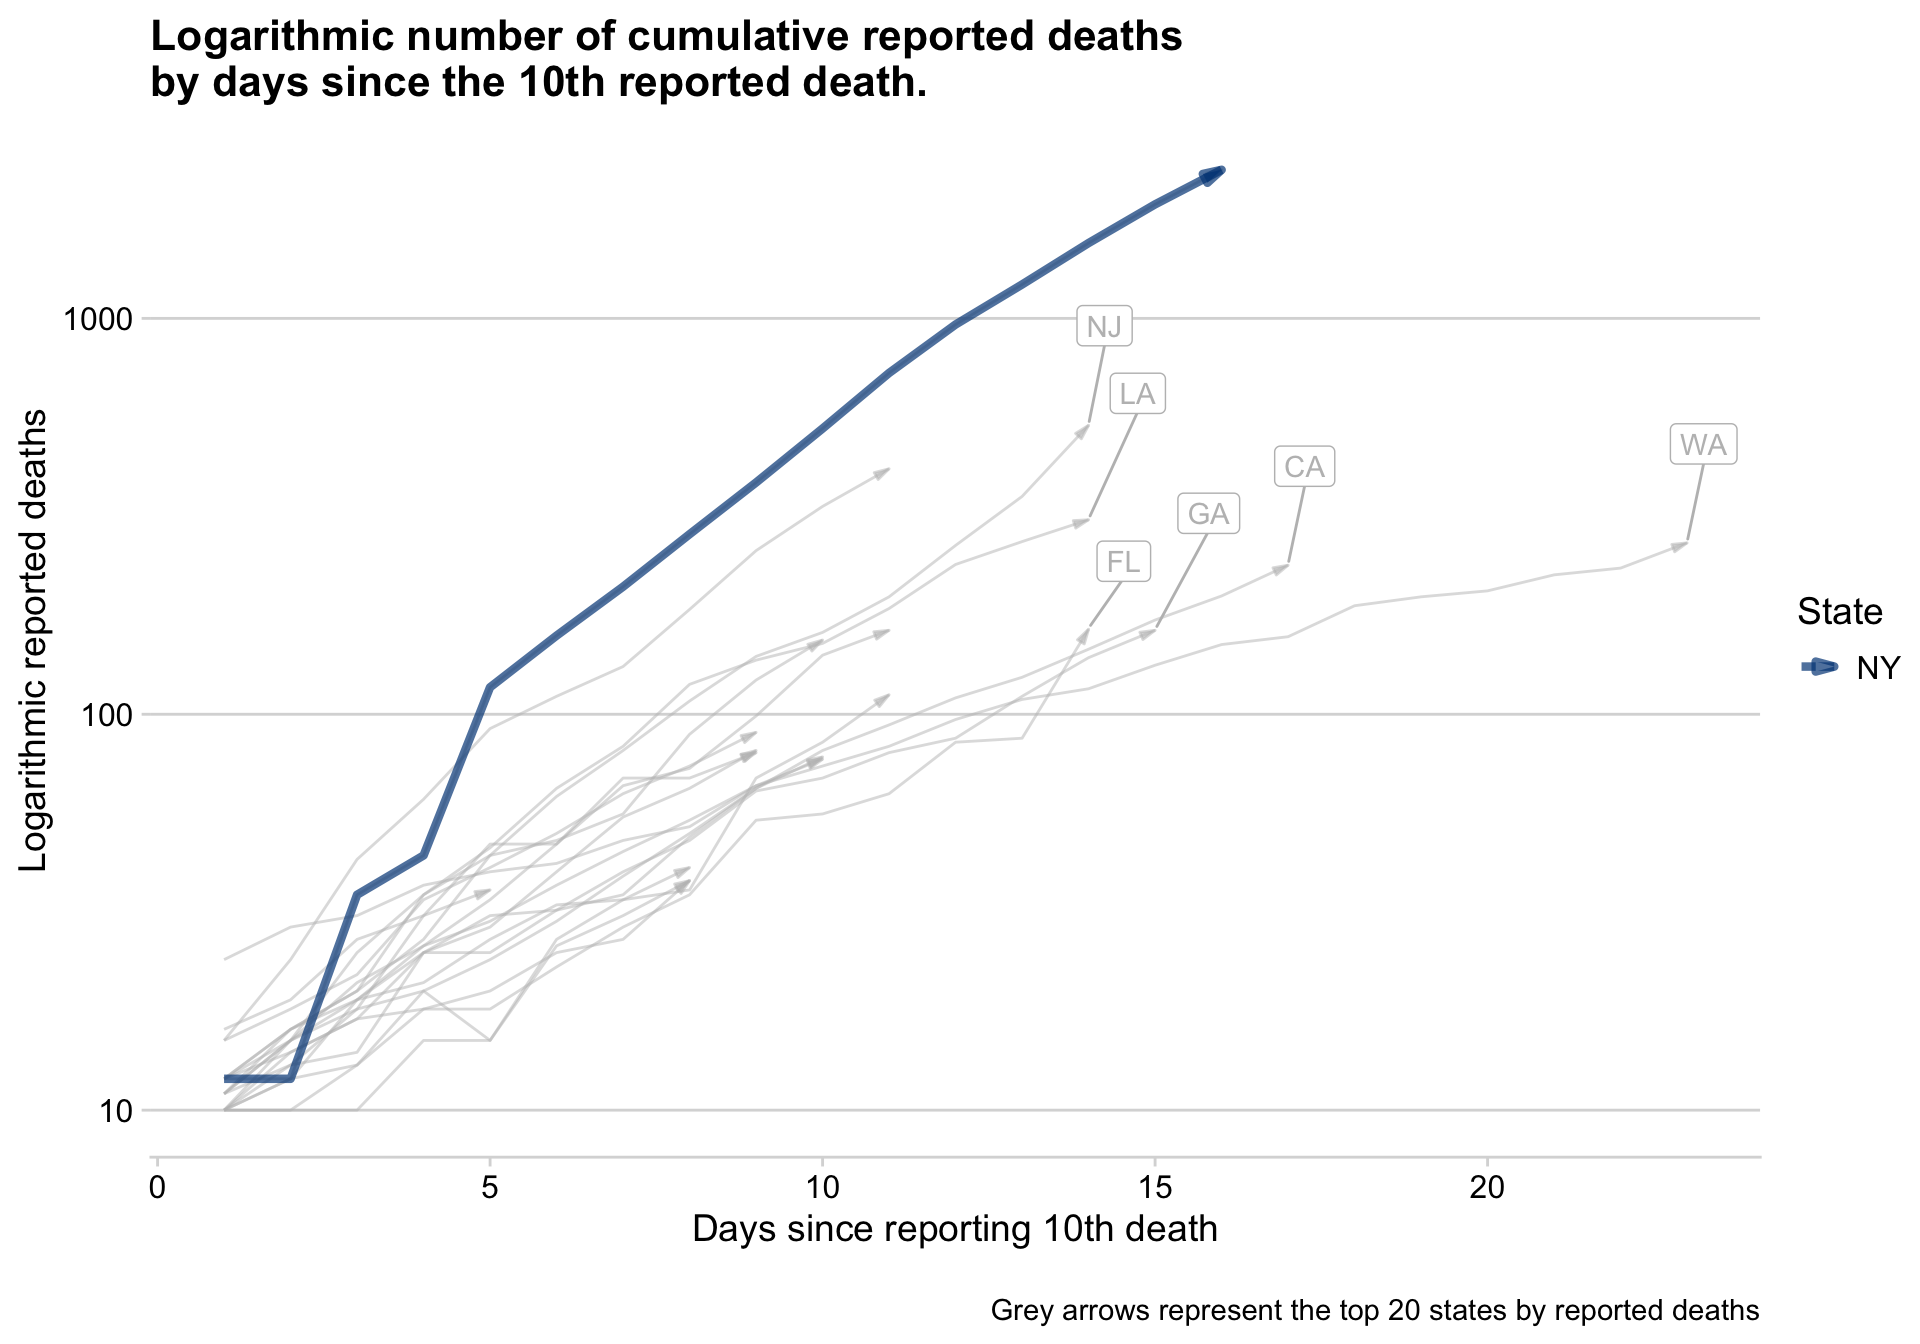 Logarithmic number of cumulative reported deaths
by days since the 10th reported death.
Logarithmic reported deaths
1000
100
10
NJ
LA
WA
CA
GA
FL
State
NY
0 5 10 15 20
Days since reporting 10th death
Grey arrows represent the top 20 states by reported deaths